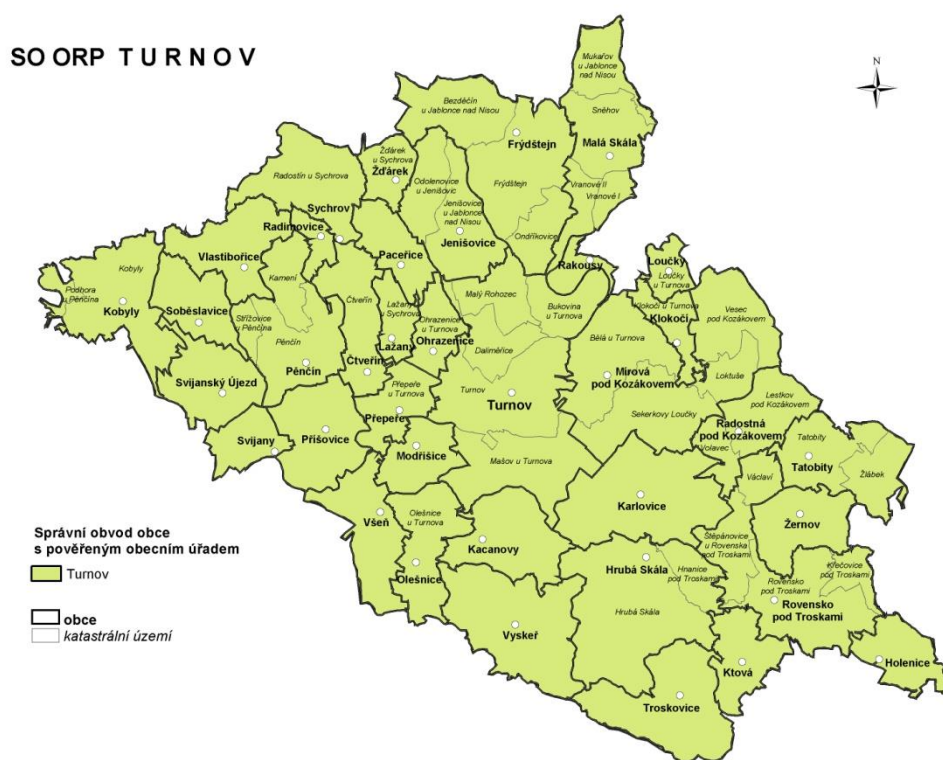 SO ORP T U R N O V
N
Mukařov
u Jablonce
nad Nisou
Bezděčín
u Jablonce nad Nisou
Sněhov
Frýdštejn
Malá Skála
Žďárek
u Sychrova
Žďárek
Radostín u Sychrova
Odolenovice
u Jenišovic
Frýdštejn
Vranové II
Vranové I
Sychrov
Jenišovice
u Jablonce
nad Nisou
Radimovice
Jenišovice
Ondříkovice
Vlastibořice
Paceřice
Rakousy
Loučky
Loučky
u Turnova
Kobyly
Kamení
Podhora
u Pěnčína
Kobyly
Čtveřín
Lažany
u Sychrova
Malý Rohozec
Ohrazenice
u Turnova
Bukovina
u Turnova
Klokočí u Turnova
Klokočí
Vesec
pod Kozákovem
Soběslavice
Střížovice
u Pěnčína
Pěnčín
Lažany
Ohrazenice
Daliměřice
Bělá u Turnova
Pěnčín
Čtveřín
Loktuše
Mírová
pod Kozákovem
Svijanský Újezd
Přepeře
u Turnova
Turnov
Turnov
Lestkov
pod Kozákovem
Přepeře
Sekerkovy Loučky
Radostná
pod Kozákovem
Volavec
Svijany
Příšovice
Modřišice
Mašov u Turnova
Tatobity
Tatobity
Žlábek
Václaví
Karlovice
Všeň
Olešnice
u Turnova
Žernov
Správní obvod obce
s pověřeným obecním úřadem
Turnov
Kacanovy
Štěpánovice
u Rovenska
pod Troskami
Olešnice
Hrubá Skála
Hnanice
pod Troskami
Křečovice
pod Troskami
Rovensko
pod Troskami
Rovensko
pod Troskami
Hrubá Skála
obce
katastrální území
Vyskeř
Ktová
Holenice
Troskovice